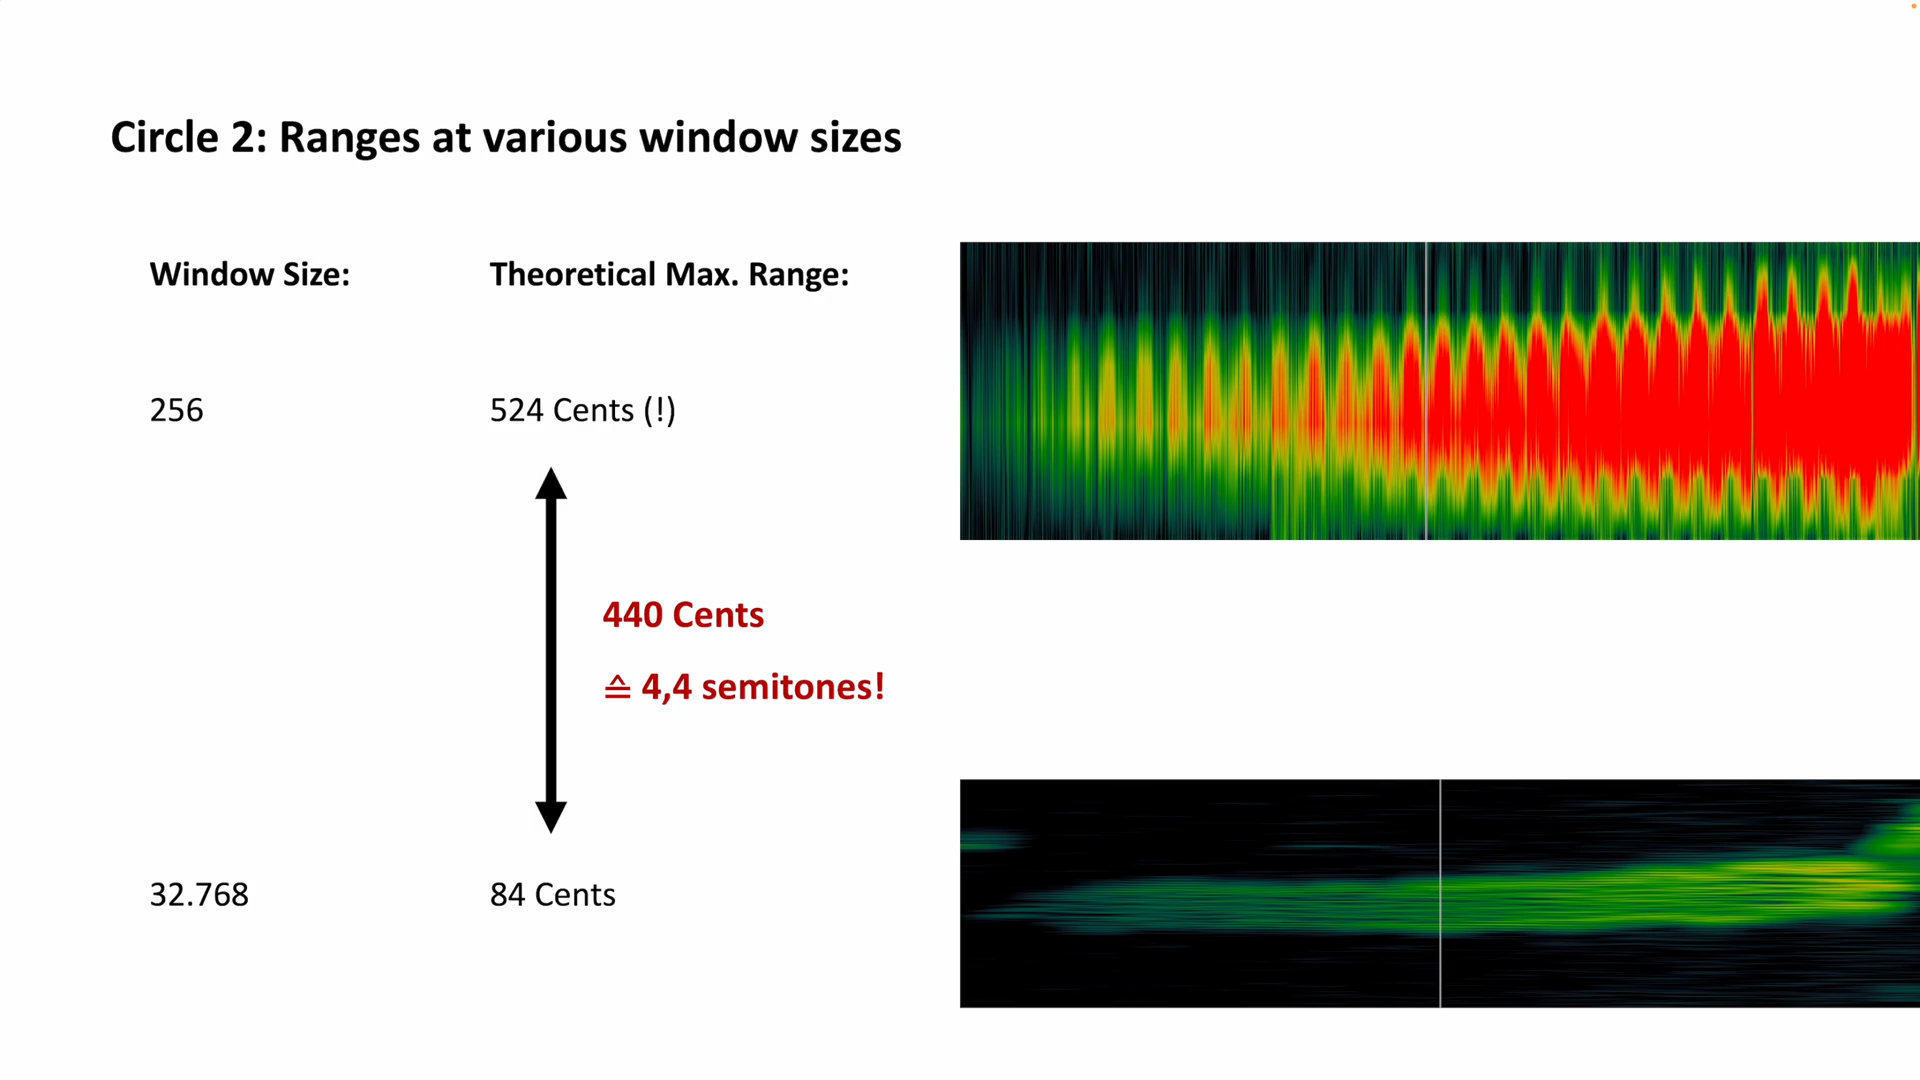 Circle 2: Ranges at various window sizes
Window Size: Theoretical Max. Range:
256 524 Cents (!)
440 Cents
≙ 4,4 semitones!
32.768 84 Cents